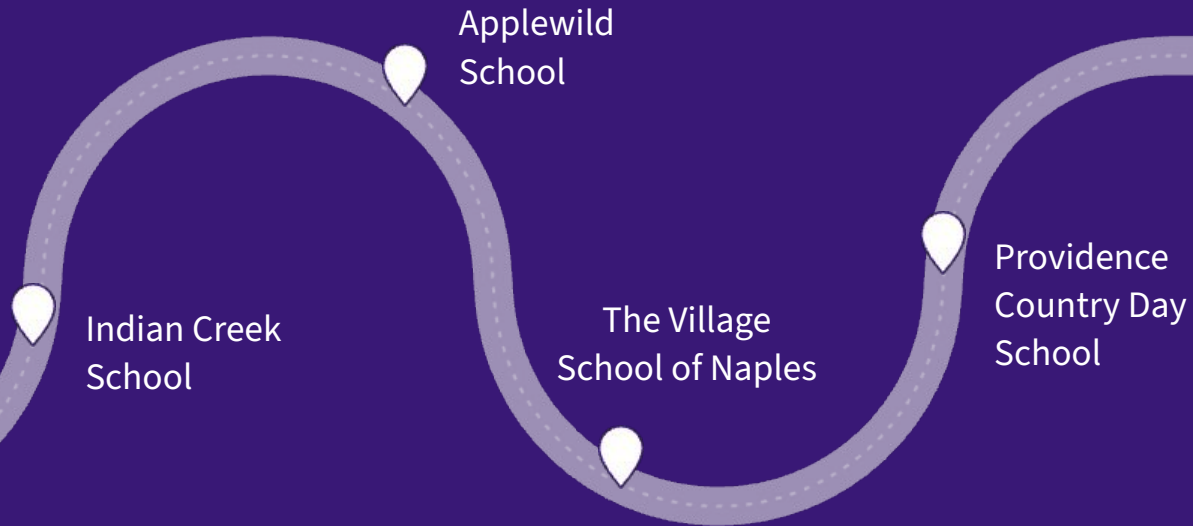 Applewild
School
Indian Creek
School
The Village
School of Naples
Providence
Country Day
School